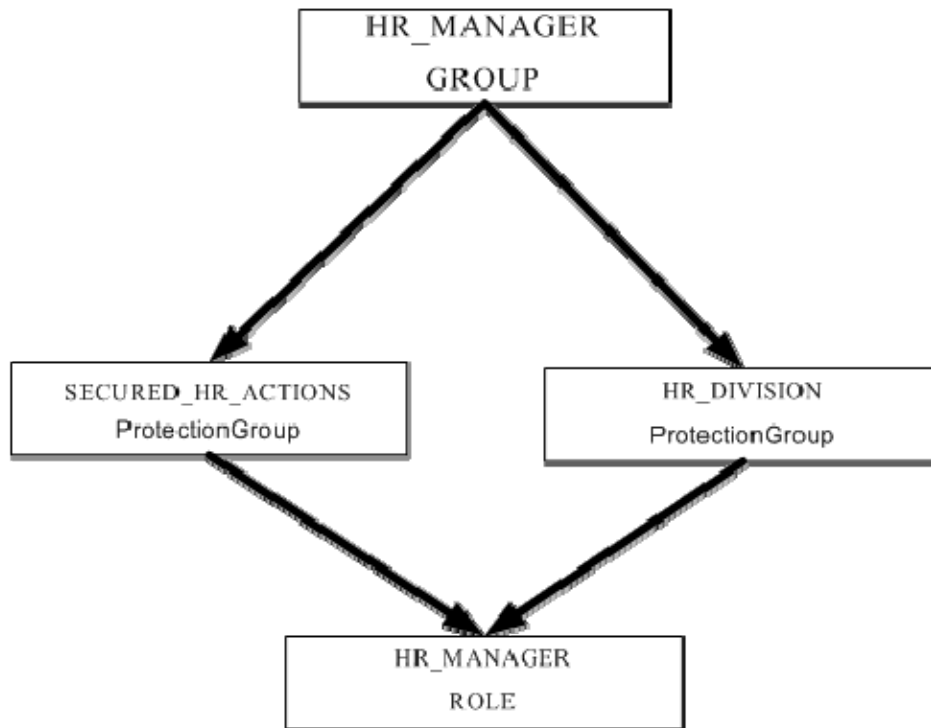 HR_MANAGER
GROUP
SECURED_HR_ACTIONS
ProtectionGroup
HR_DIVISION
ProtectionGroup
HR_MANAGER
ROLE